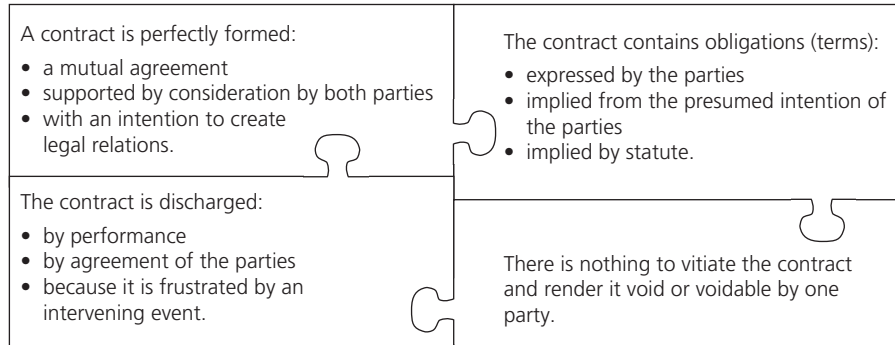 A contract is perfectly formed:
• a mutual agreement
• supported by consideration by both parties
• with an intention to create
legal relations.
The contract contains obligations (terms):
• expressed by the parties
• implied from the presumed intention of
the parties
• implied by statute.
The contract is discharged:
• by performance
• by agreement of the parties
• because it is frustrated by an
intervening event.
There is nothing to vitiate the contract
and render it void or voidable by one
party.